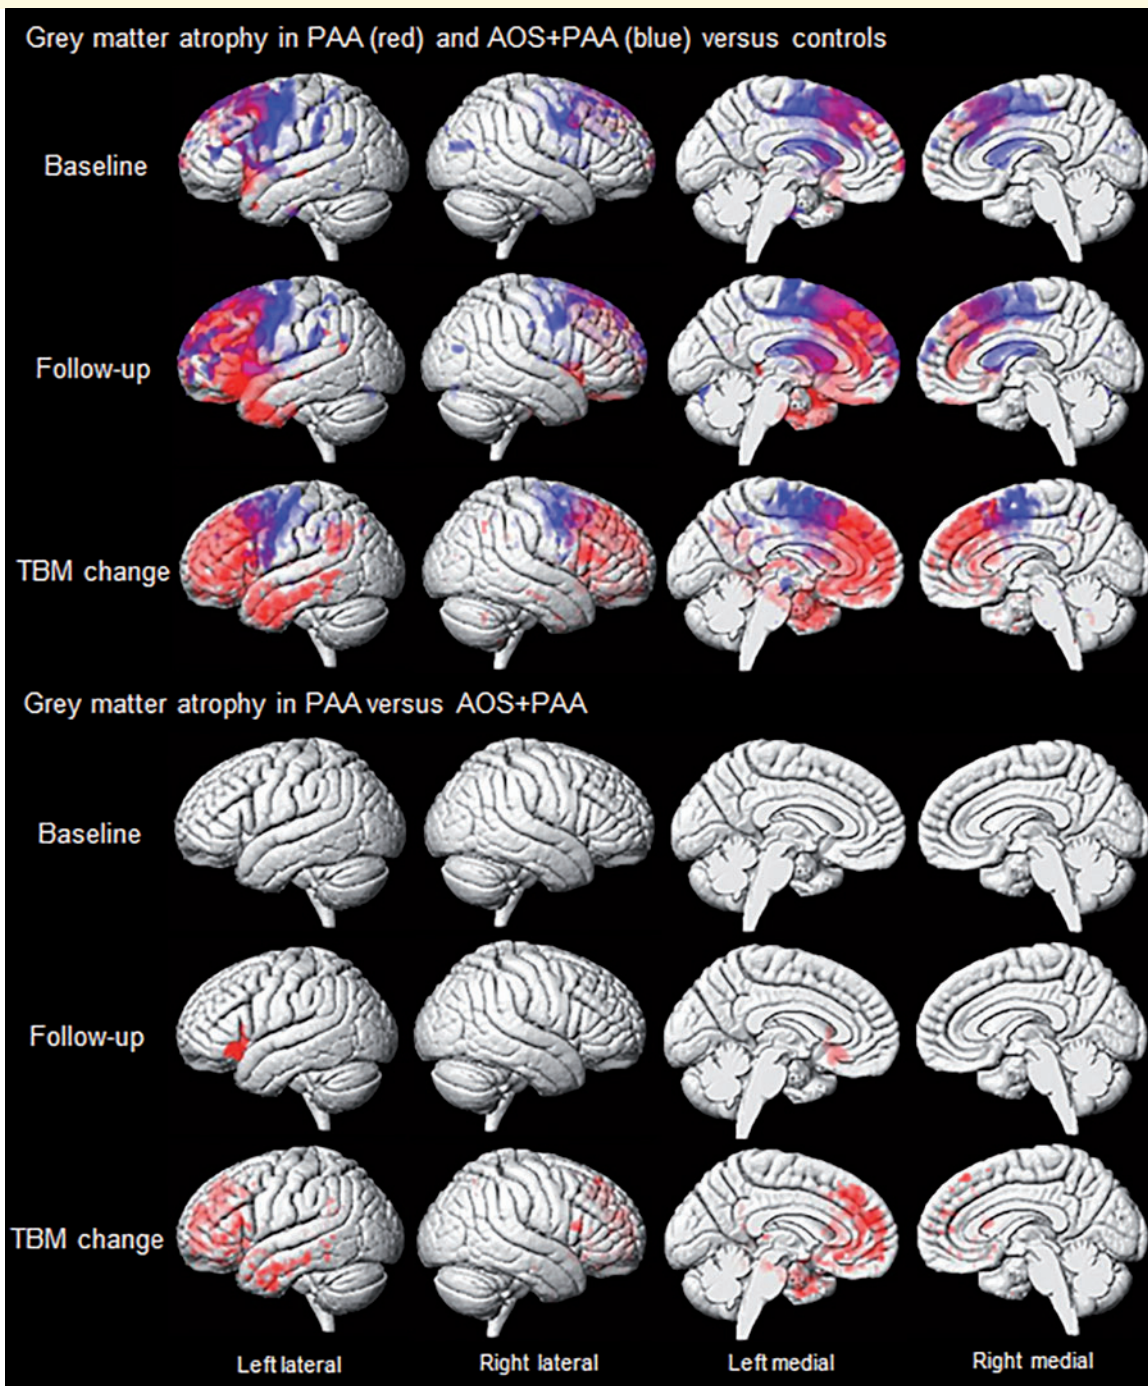 Grey matter atrophy in PAA (red) and AOS+PAA (blue) versus controls
Baseline
Follow-up
TBM change
Grey matter atrophy in PAA versus AOS+PAA
Baseline
Follow-up
TBM change
Left lateral Right lateral Left medial Right medial